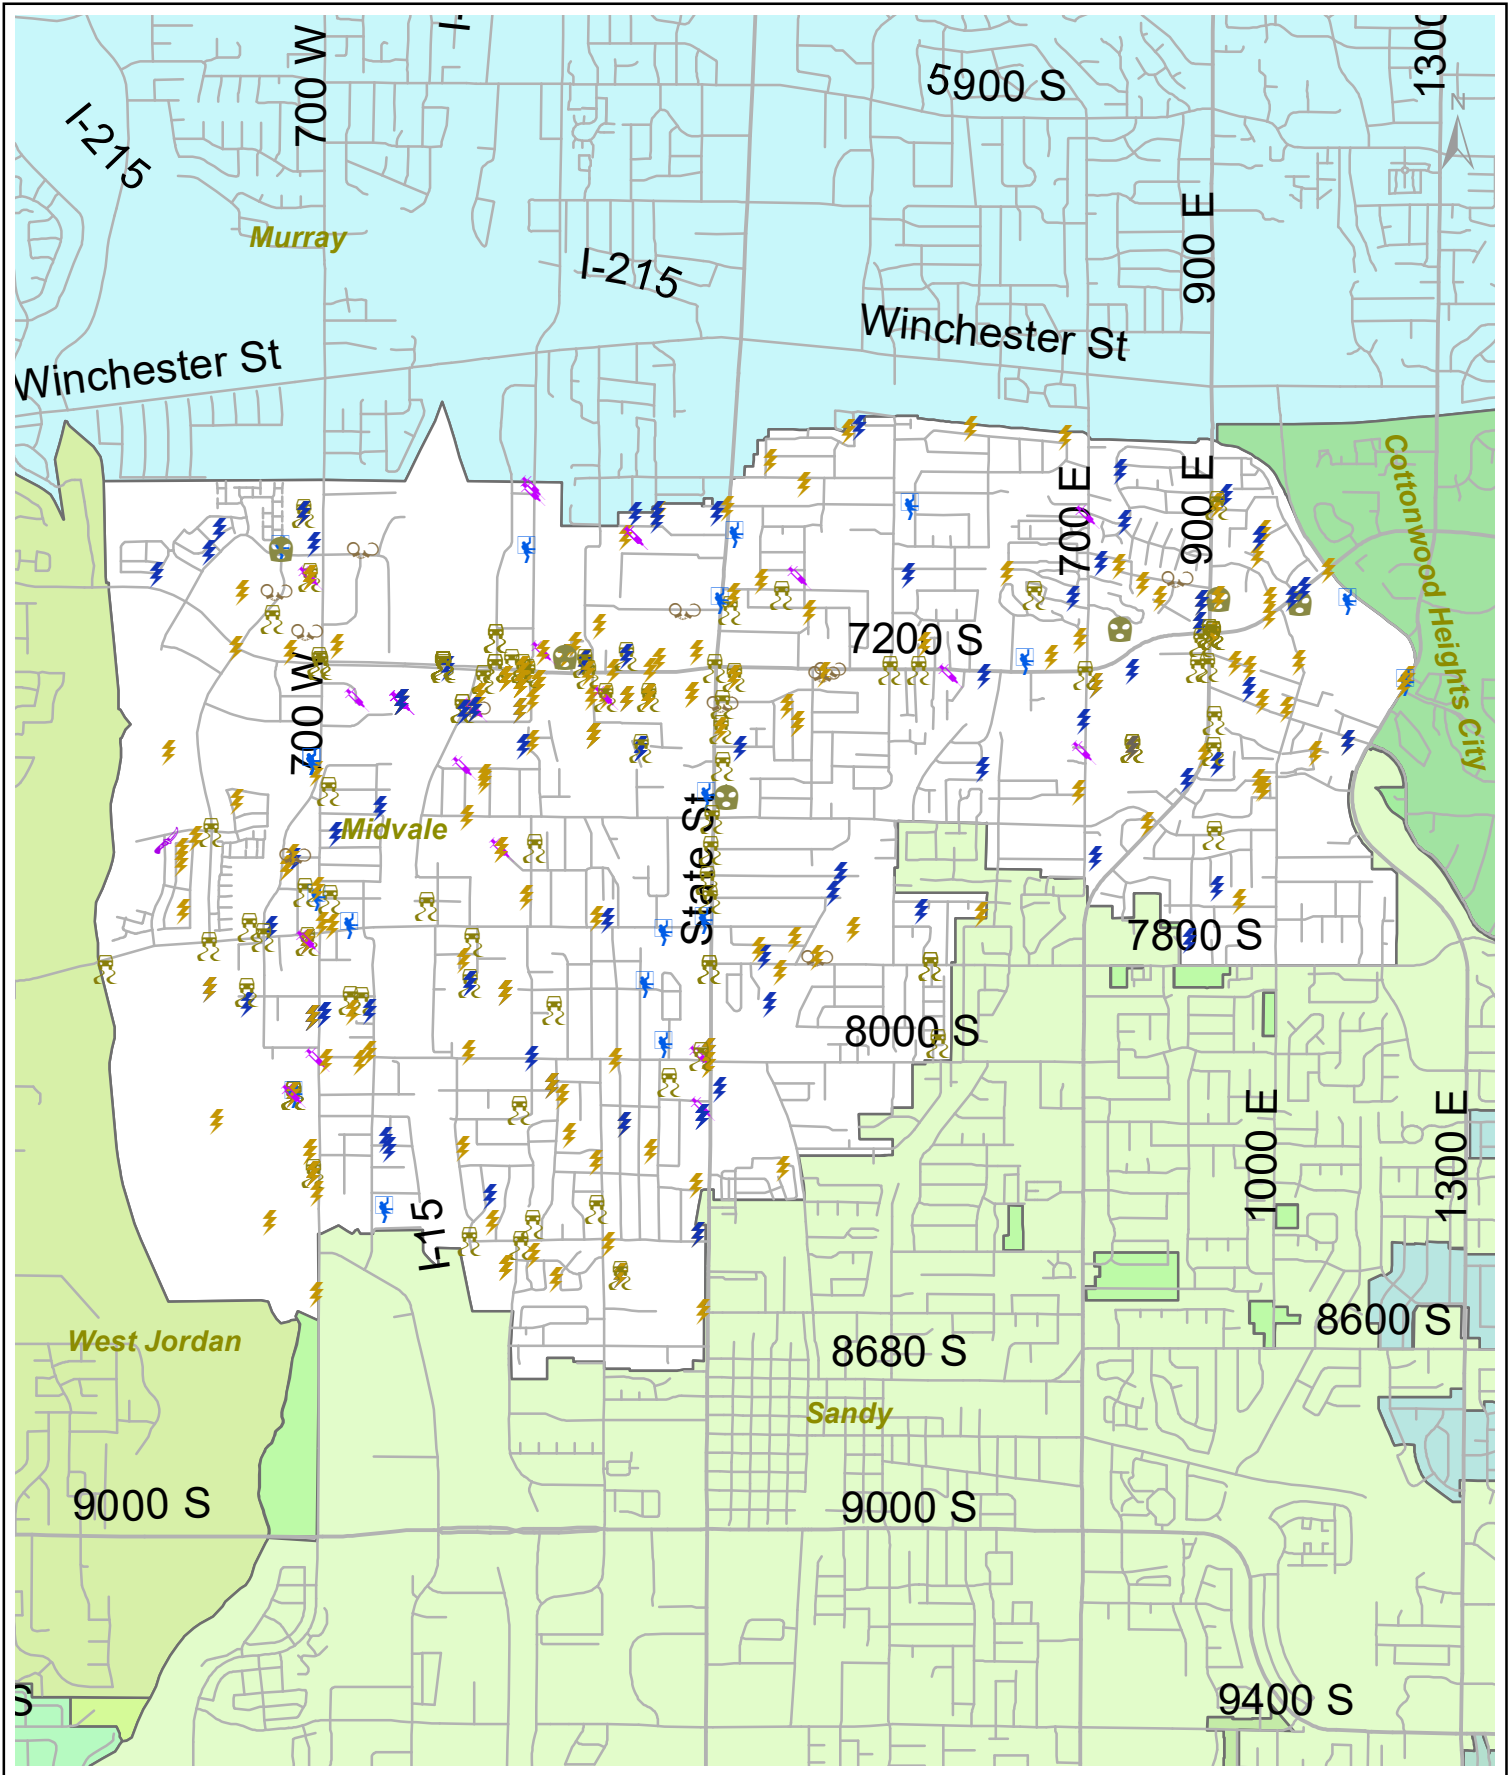 700 W
I-
5900 S
1300
N
I-215
900 E
Murray
I-215
Winchester St
Winchester St
Cottonwood Heights City
700 E
900 E
7200 S
700 W
State St
Midvale
7800 S
8000 S
1000 E
1300 E
I-15
8600 S
West Jordan
8680 S
Sandy
9000 S
9000 S
S
9400 S